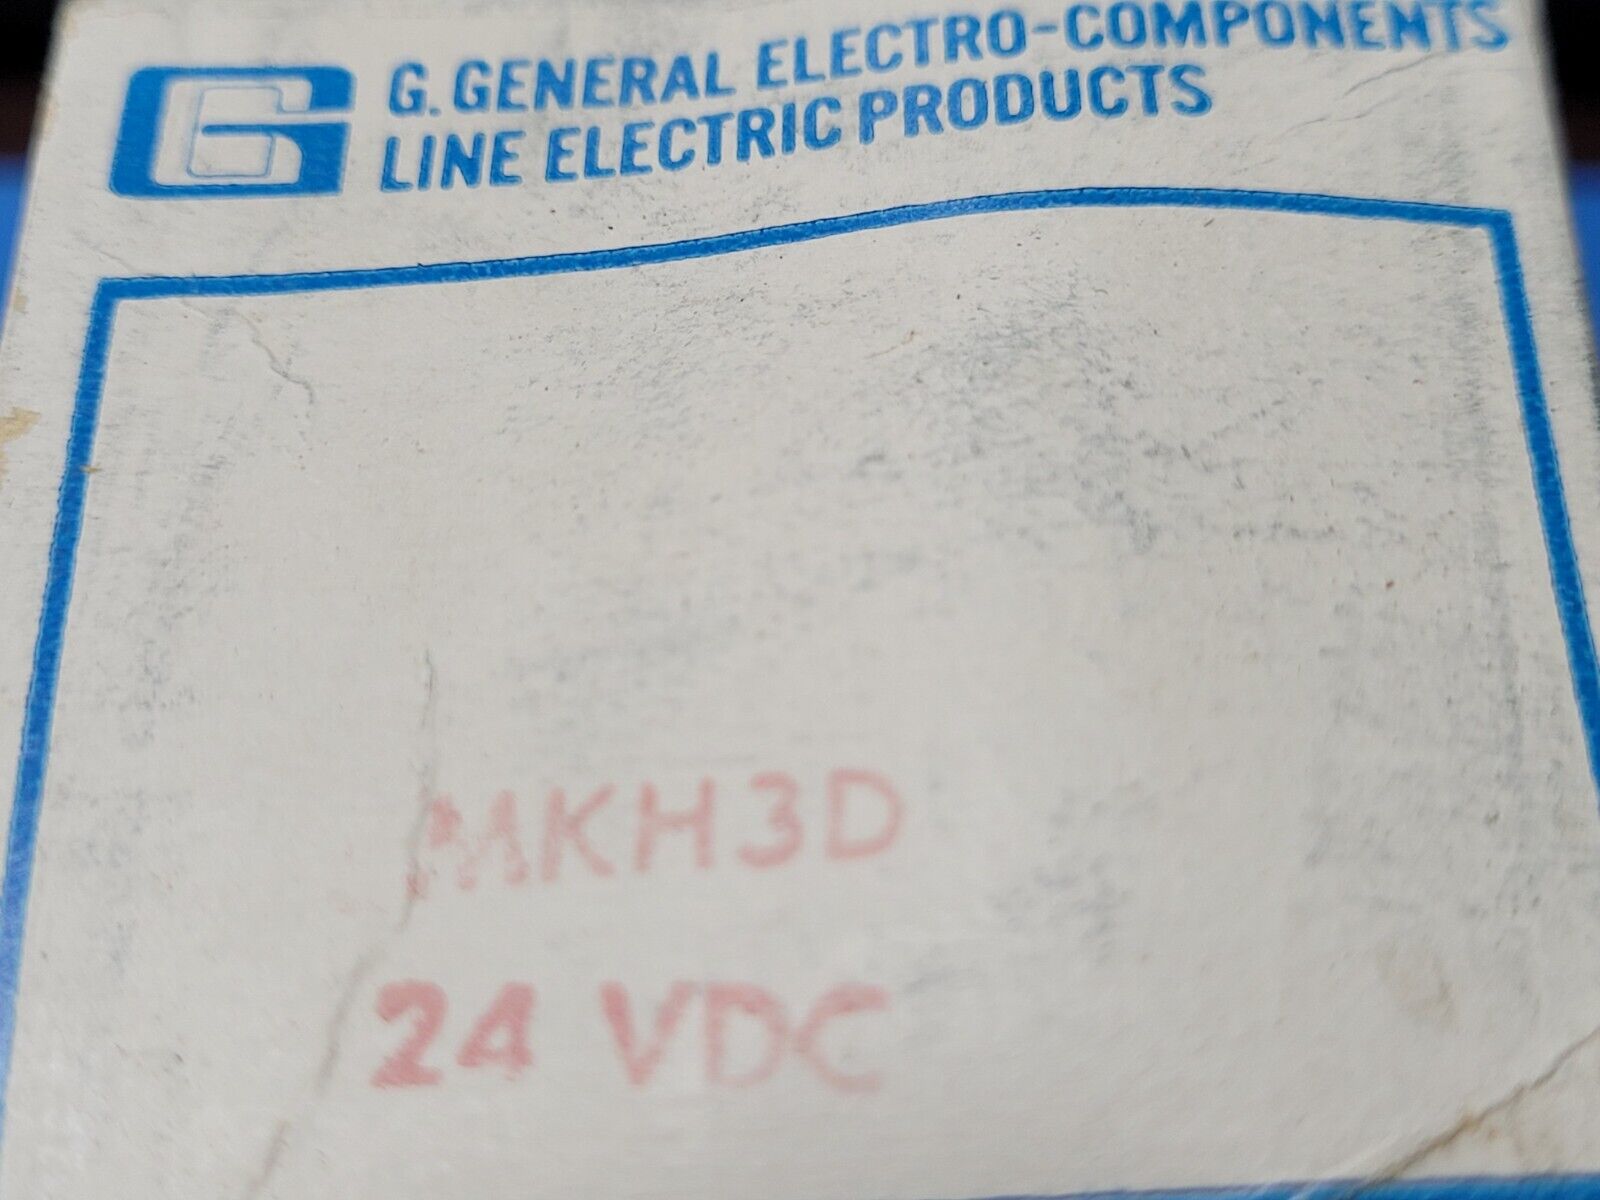 G
G. GENERAL ELECTRO-COMPONENTS
LINE ELECTRIC PRODUCTS
MKH3D
24 VDC